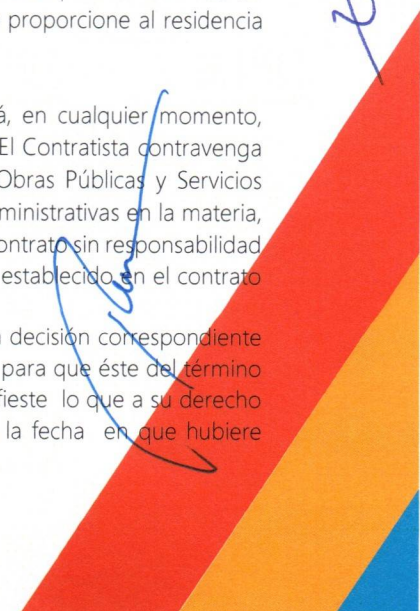 proporcione al residencia
á, en cualquier momento,
El Contratista contravenga
Obras Públicas y Servicios
ministrativas en la materia,
ontrato sin responsabilidad
establecido en el contrato
decisión correspondiente
para que éste del término
fieste lo que a su derecho
la fecha en que hubiere